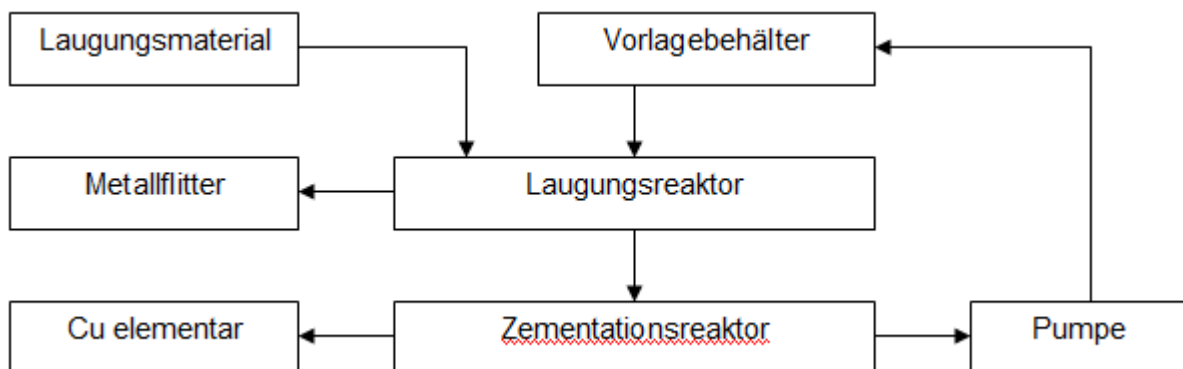 Laugungsmaterial
Vorlagebehälter
Metallflitter
Laugungsreaktor
Cu elementar
Zementationsreaktor
Pumpe